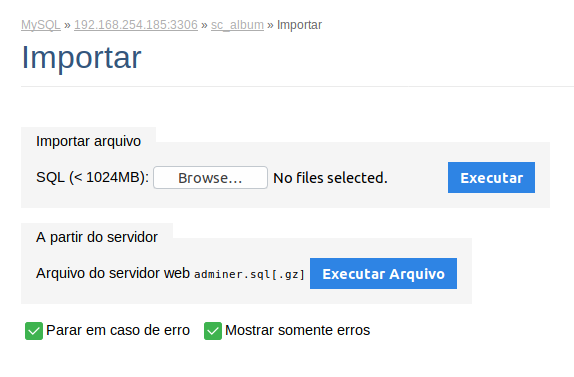 MySQL » 192.168.254.185:3306 » sc_album » Importar
Importar
Importar arquivo
SQL (< 1024MB): Browse... No files selected. Executar
A partir do servidor
Arquivo do servidor web adminer.sql[.gz] Executar Arquivo
Parar em caso de erro Mostrar somente erros